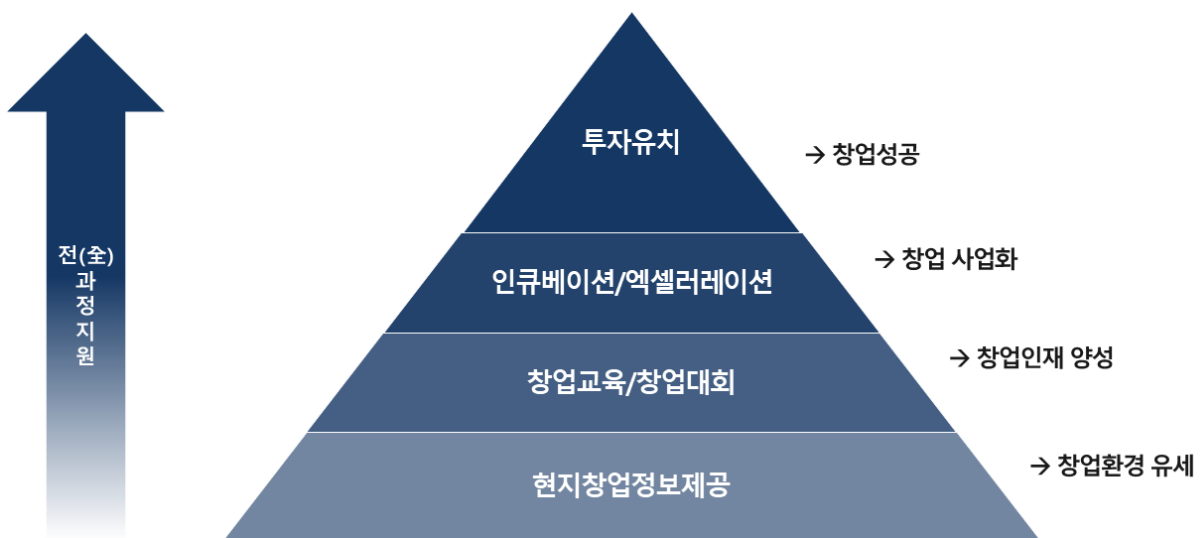 투자유치
→ 창업성공
전(全)
과
정
지
원
인큐베이션/엑셀러레이션
→ 창업 사업화
창업교육/창업대회
→ 창업인재 양성
현지창업정보제공
→ 창업환경 유세